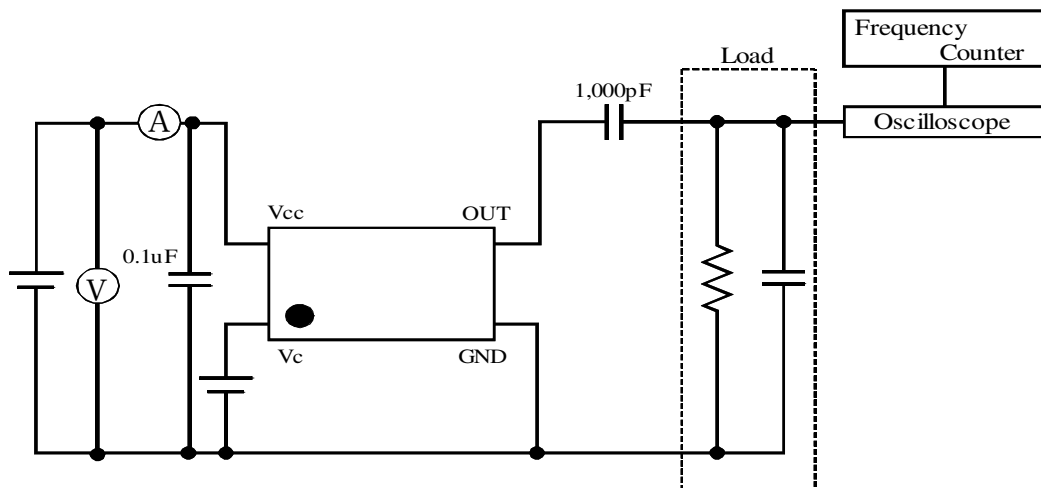 Frequency
Counter
Load
1,000pF
Oscilloscope
A
Vcc
OUT
0.1uF
V
Vc
GND